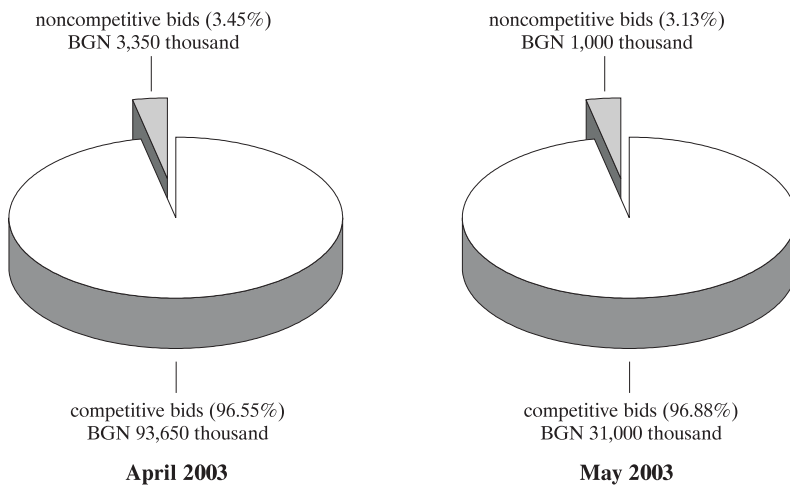 noncompetitive bids (3.45%)
BGN 3,350 thousand
competitive bids (96.55%)
BGN 93,650 thousand
April 2003
noncompetitive bids (3.13%)
BGN 1,000 thousand
competitive bids (96.88%)
BGN 31,000 thousand
May 2003